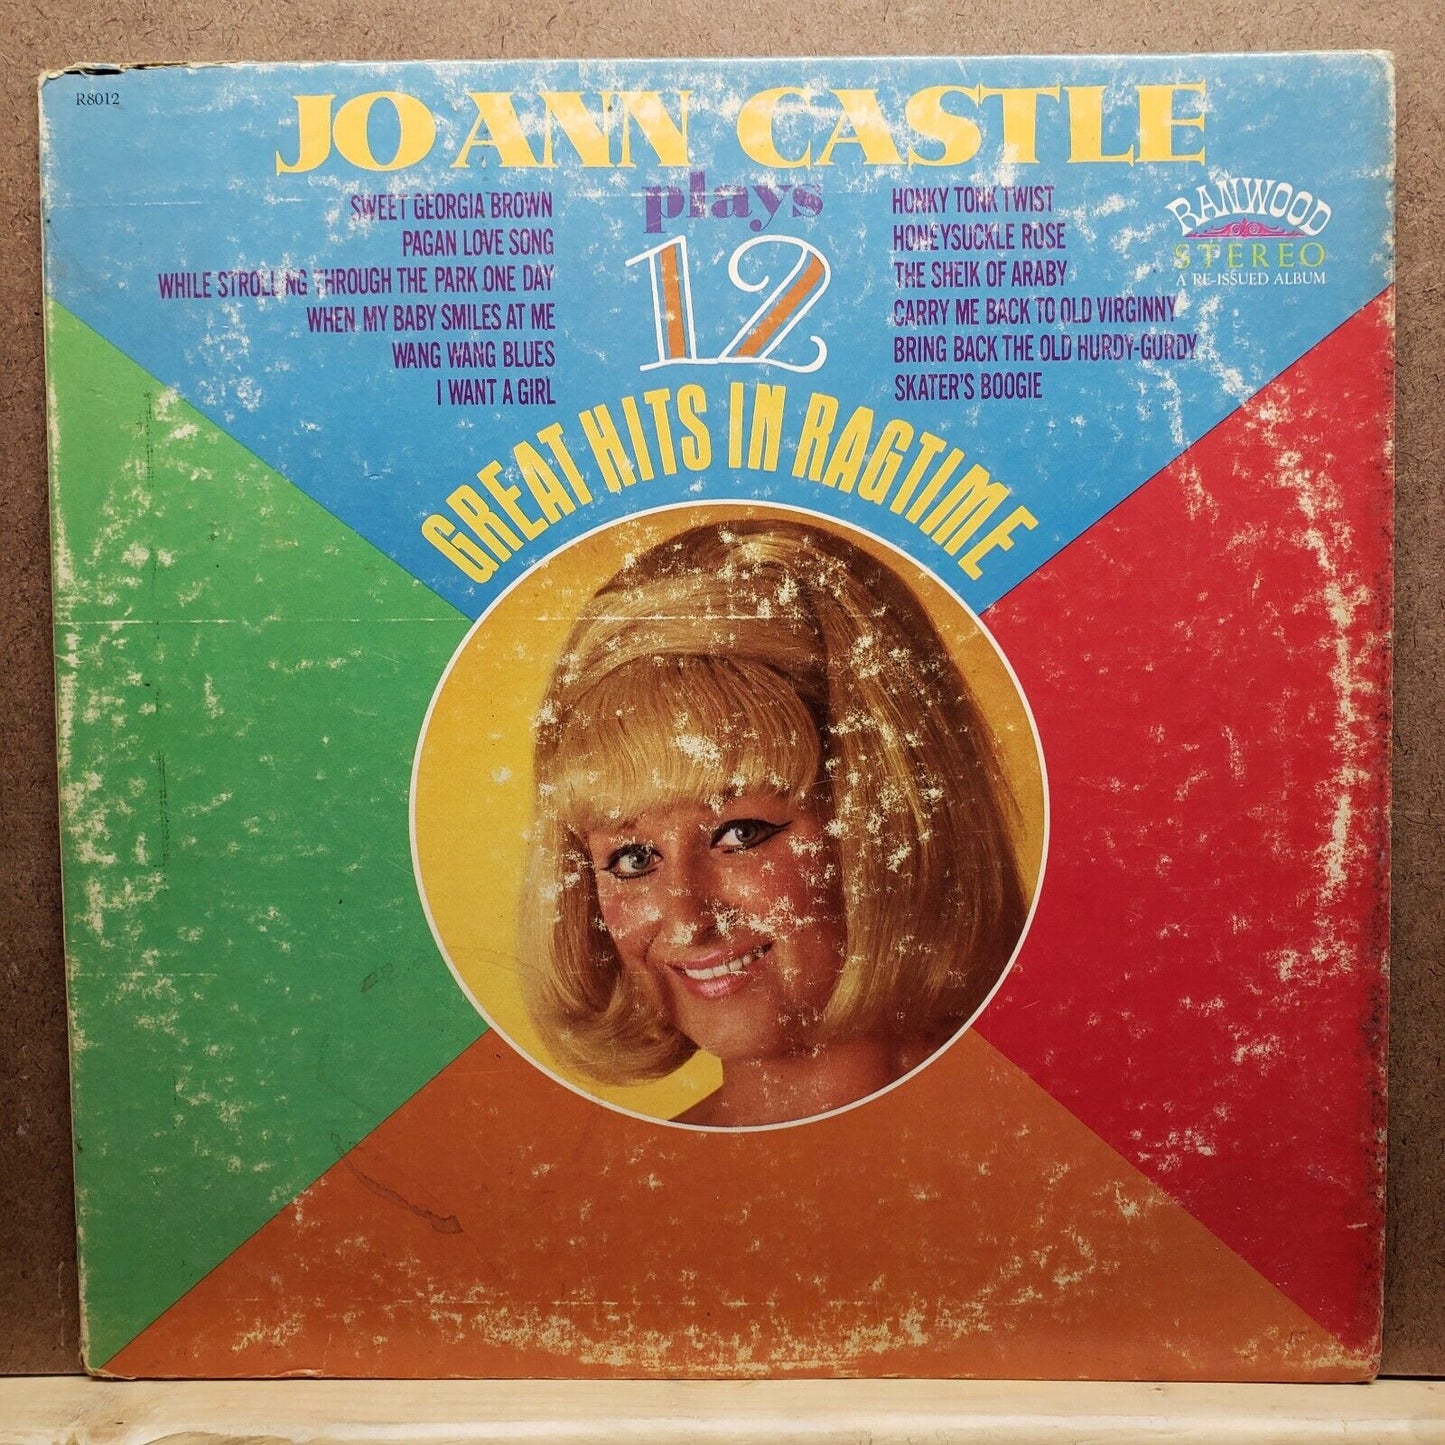 R8012
JO ANN CASTLE
plays
12
GREAT HITS IN RAGTIME
SWEET GEORGIA BROWN
PAGAN LOVE SONG
WHILE STROLLING THROUGH THE PARK ONE DAY
WHEN MY BABY SMILES AT ME
WANG WANG BLUES
I WANT A GIRL
HONKY TONK TWIST
HONEYSUCKLE ROSE
THE SHEIK OF ARABY
CARRY ME BACK TO OLD VIRGINNY
BRING BACK THE OLD HURDY-GURDY
SKATER'S BOOGIE
RANWOOD
STEREO
A RE-ISSUED ALBUM